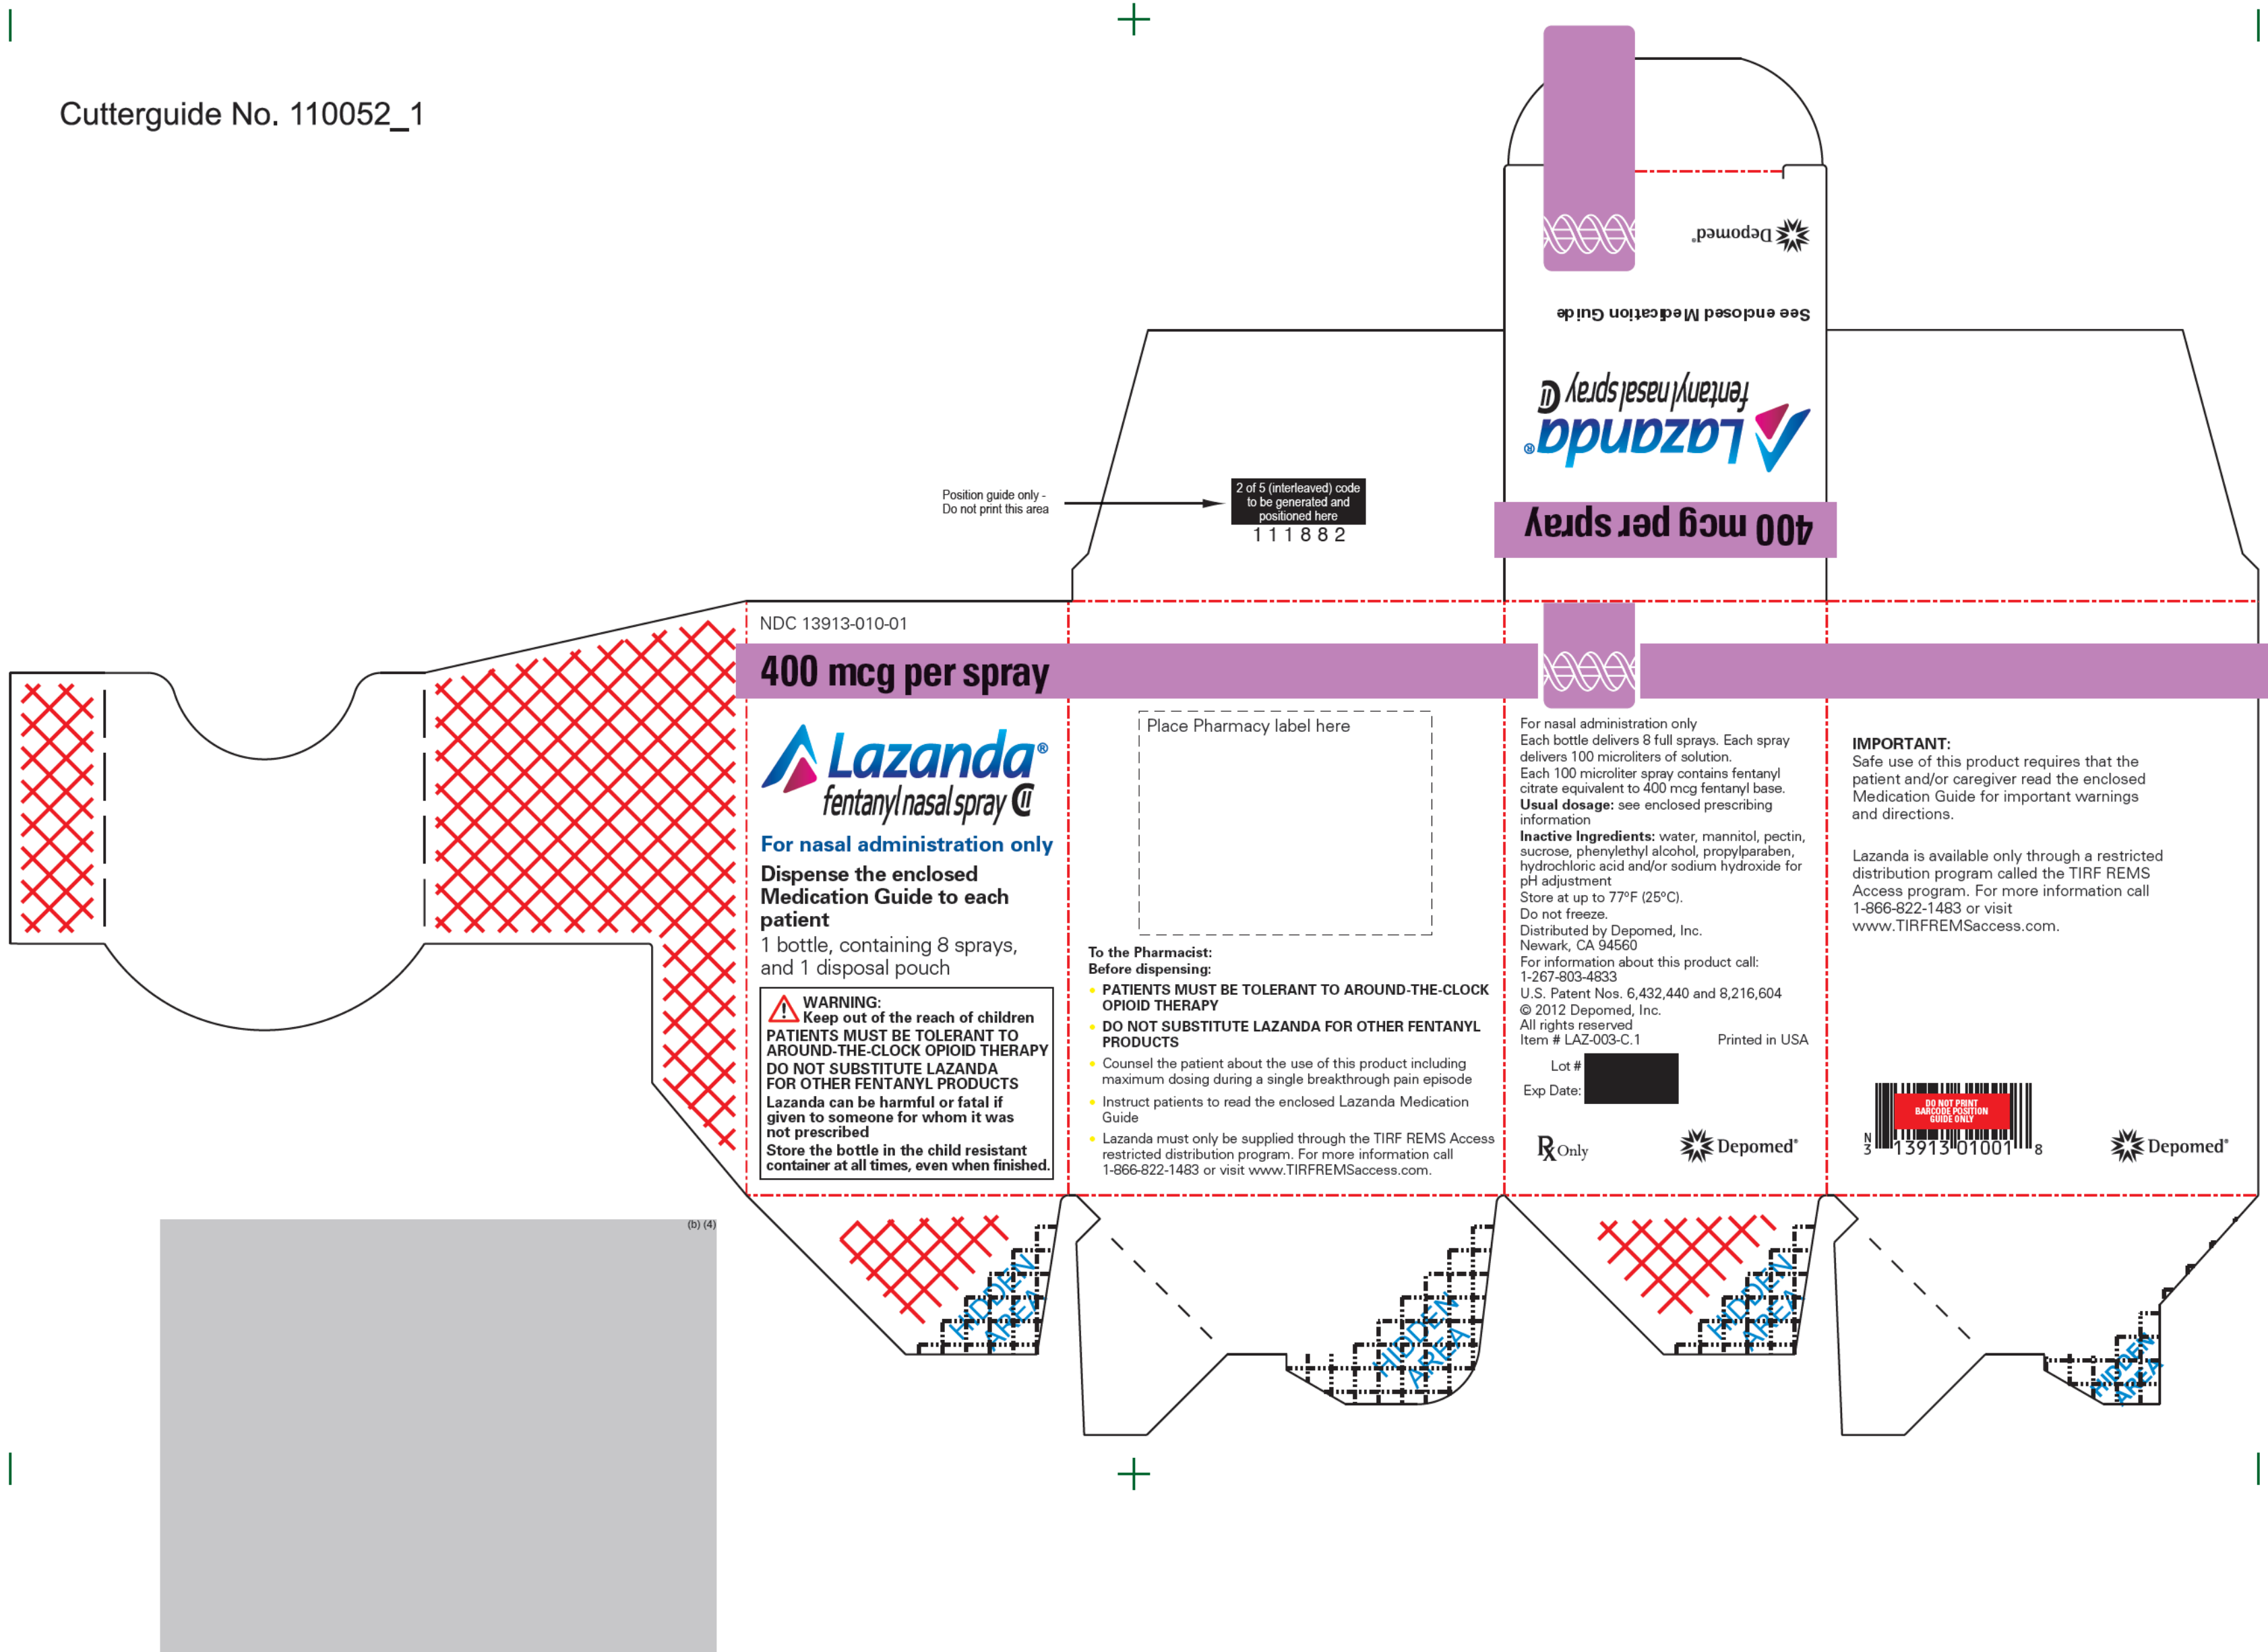 Cutterguide No. 110052_1
Depomed®
See enclosed Medication Guide
fentanyl nasal spray CII
Lazanda®
400 mcg per spray
Position guide only -
Do not print this area
2 of 5 (interleaved) code
to be generated and
positioned here
111882
NDC 13913-010-01
400 mcg per spray
Lazanda®
fentanyl nasal spray CII
For nasal administration only
Dispense the enclosed
Medication Guide to each
patient
1 bottle, containing 8 sprays,
and 1 disposal pouch
WARNING:
Keep out of the reach of children
PATIENTS MUST BE TOLERANT TO
AROUND-THE-CLOCK OPIOID THERAPY
DO NOT SUBSTITUTE LAZANDA
FOR OTHER FENTANYL PRODUCTS
Lazanda can be harmful or fatal if
given to someone for whom it was
not prescribed
Store the bottle in the child resistant
container at all times, even when finished.
Place Pharmacy label here
To the Pharmacist:
Before dispensing:
• PATIENTS MUST BE TOLERANT TO AROUND-THE-CLOCK
OPIOID THERAPY
• DO NOT SUBSTITUTE LAZANDA FOR OTHER FENTANYL
PRODUCTS
• Counsel the patient about the use of this product including
maximum dosing during a single breakthrough pain episode
• Instruct patients to read the enclosed Lazanda Medication
Guide
• Lazanda must only be supplied through the TIRF REMS Access
restricted distribution program. For more information call
1-866-822-1483 or visit www.TIRFREMSaccess.com.
For nasal administration only
Each bottle delivers 8 full sprays. Each spray
delivers 100 microliters of solution.
Each 100 microliter spray contains fentanyl
citrate equivalent to 400 mcg fentanyl base.
Usual dosage: see enclosed prescribing
information
Inactive Ingredients: water, mannitol, pectin,
sucrose, phenylethyl alcohol, propylparaben,
hydrochloric acid and/or sodium hydroxide for
pH adjustment
Store at up to 77ºF (25ºC).
Do not freeze.
Distributed by Depomed, Inc.
Newark, CA 94560
For information about this product call:
1-267-803-4833
U.S. Patent Nos. 6,432,440 and 8,216,604
© 2012 Depomed, Inc.
All rights reserved
Item # LAZ-003-C.1 Printed in USA
Lot #
Exp Date:
Rx Only
Depomed®
IMPORTANT:
Safe use of this product requires that the
patient and/or caregiver read the enclosed
Medication Guide for important warnings
and directions.
Lazanda is available only through a restricted
distribution program called the TIRF REMS
Access program. For more information call
1-866-822-1483 or visit
www.TIRFREMSaccess.com.
DO NOT PRINT
BARCODE POSITION
GUIDE ONLY
N
3 13913 01001 8
Depomed®
(b) (4)
HIDDEN
AREA
HIDDEN
AREA
HIDDEN
AREA
HIDDEN
AREA